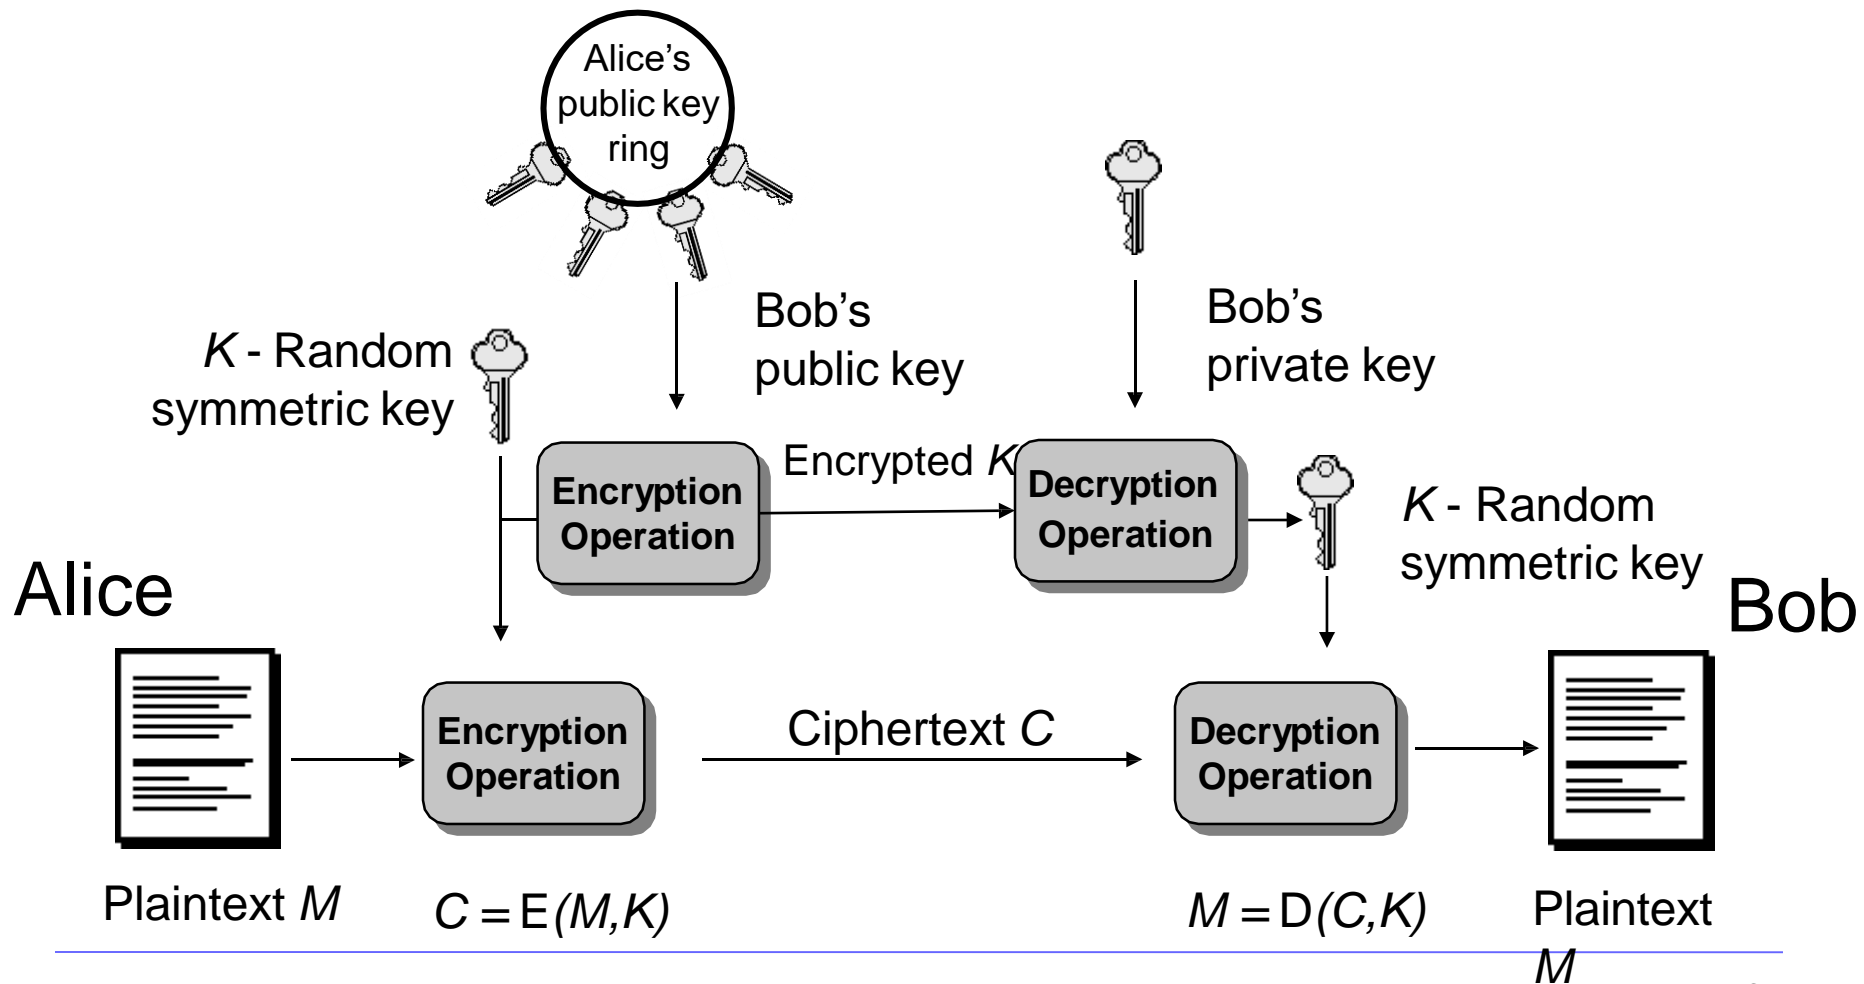 Alice's
public key
ring
Bob's
public key
Bob's
private key
K - Random
symmetric key
Encrypted K
Encryption
Operation
Decryption
Operation
K - Random
symmetric key
Alice
Bob
Encryption
Operation
Ciphertext C
Decryption
Operation
Plaintext M
C = E(M,K)
M = D(C,K)
Plaintext
M